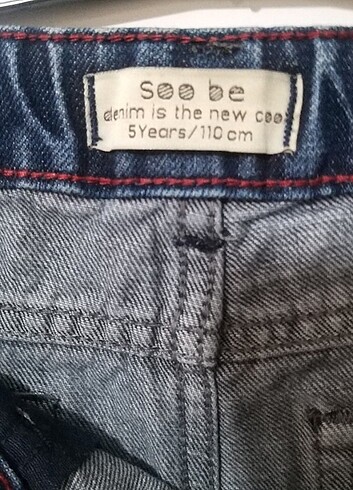 Soo be
denim is the new coo
5Years/110 cm